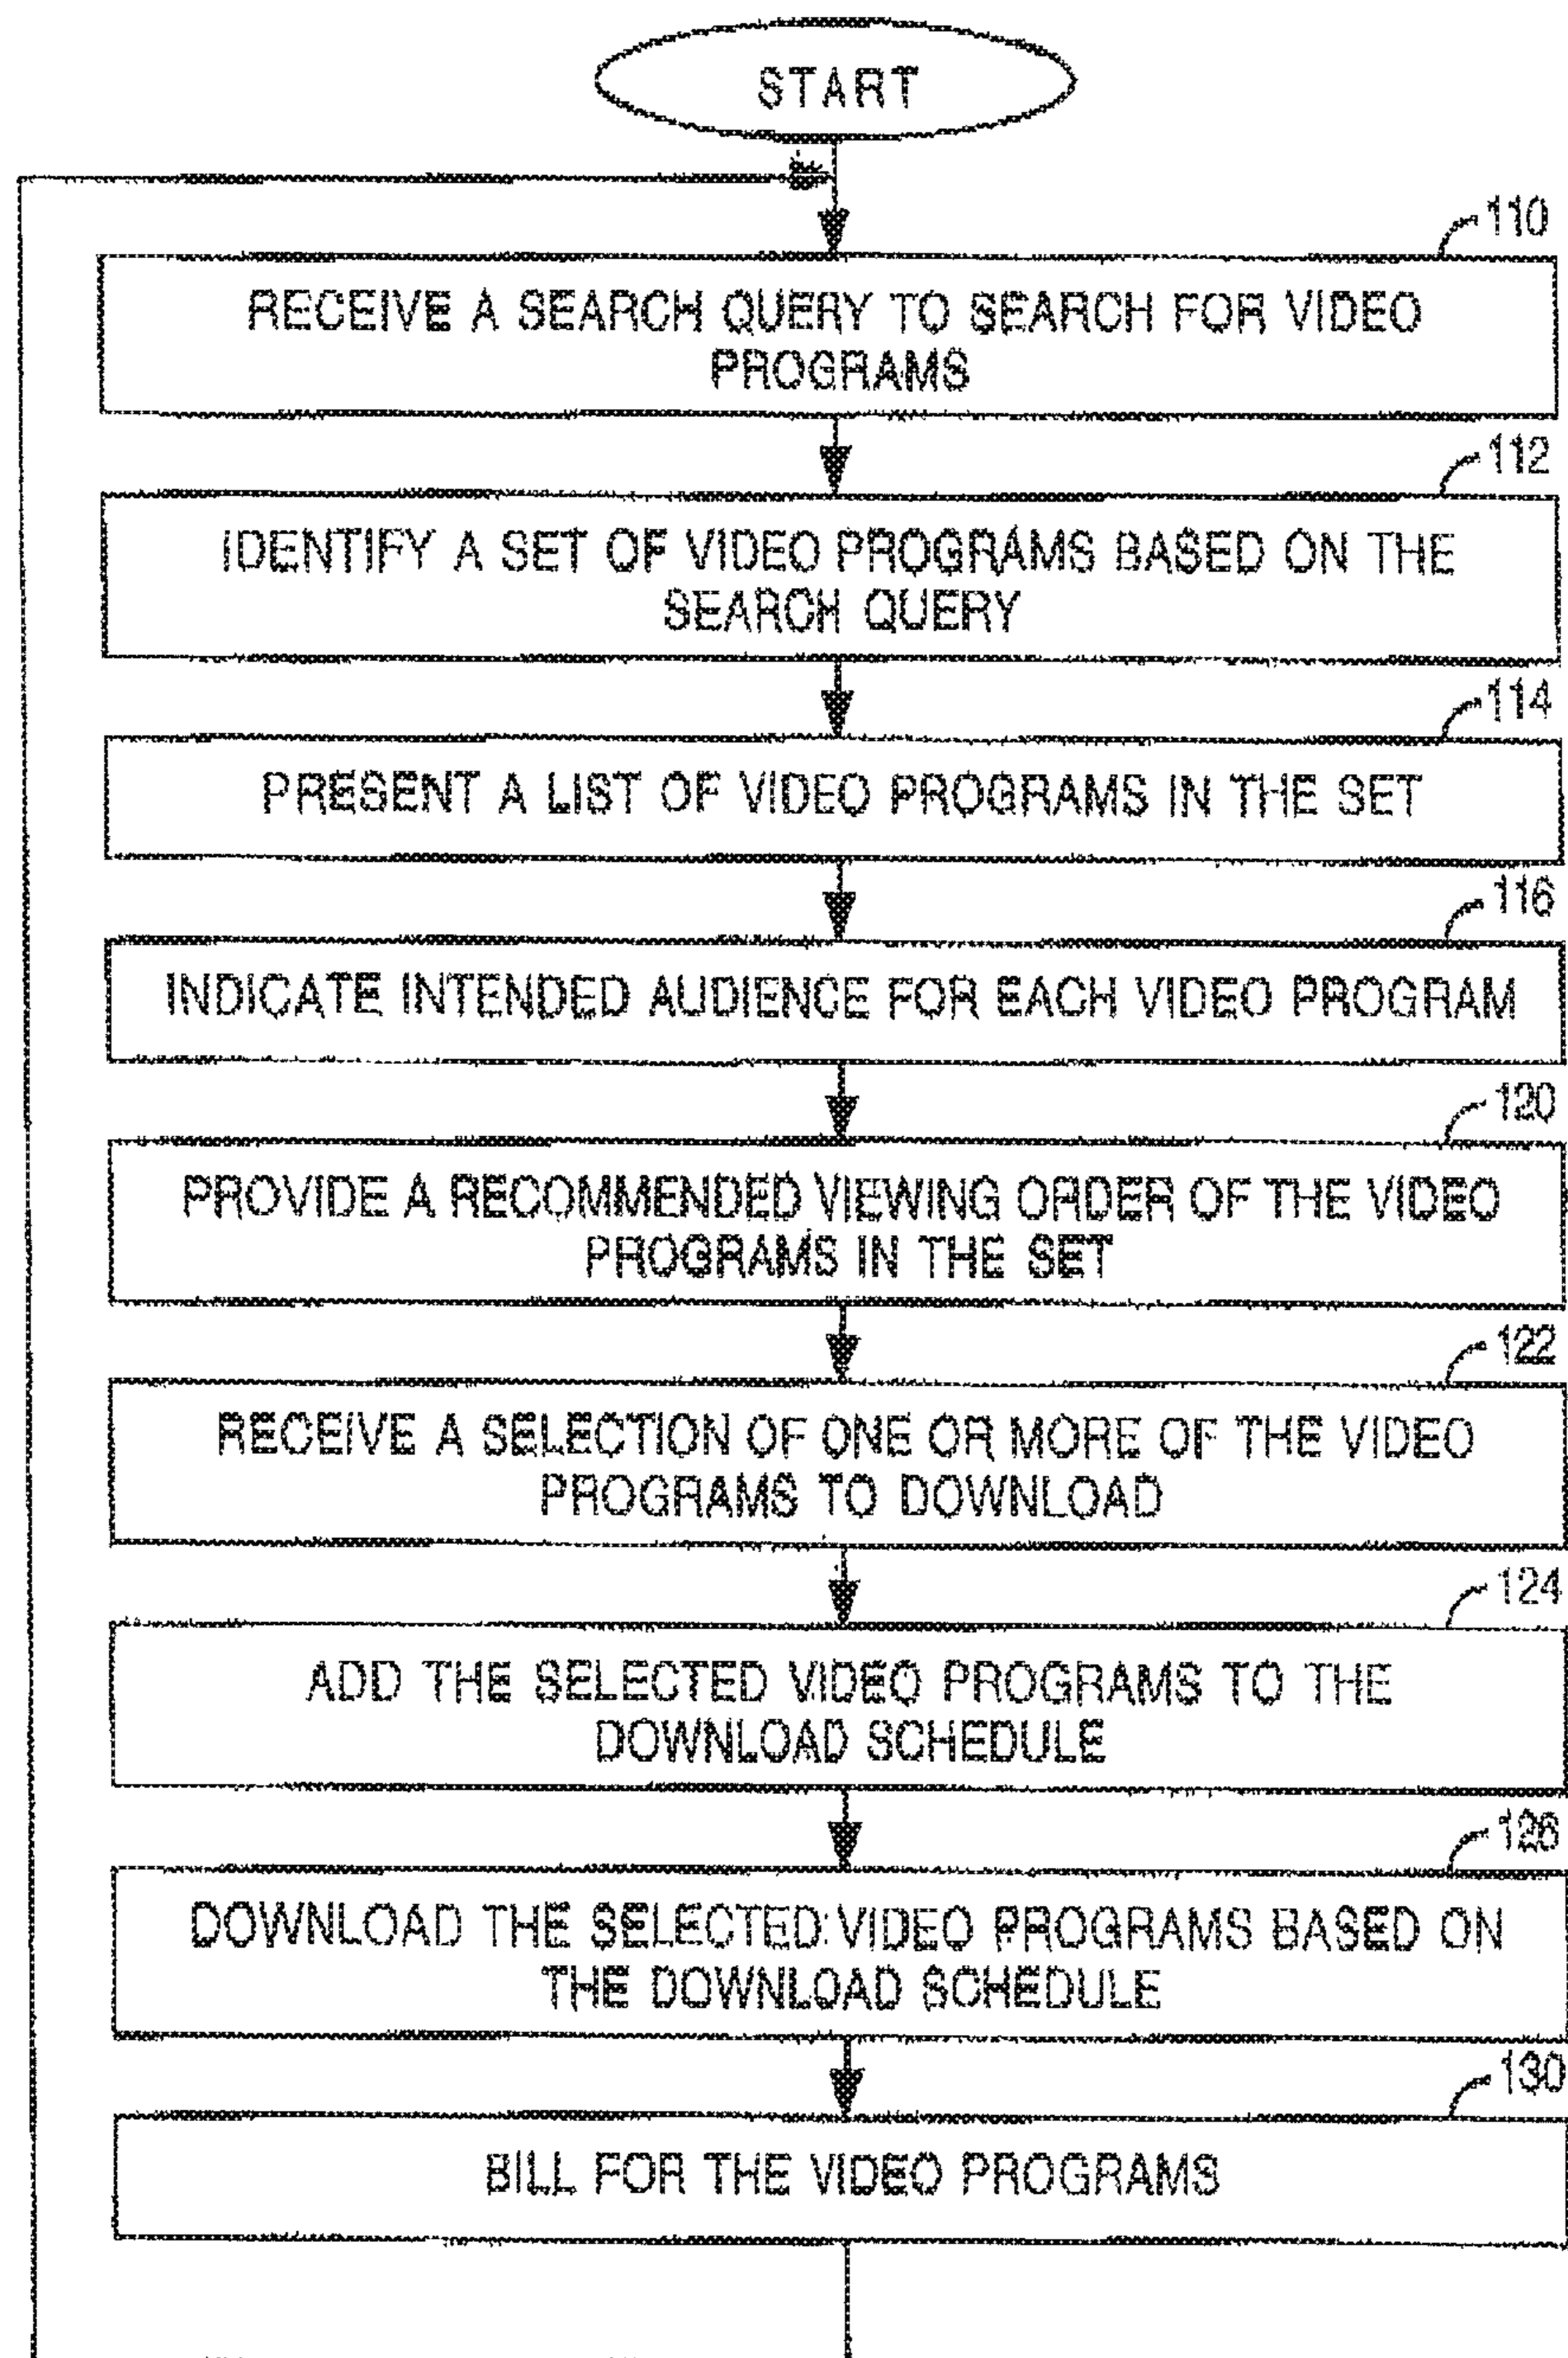 START
110
RECEIVE A SEARCH QUERY TO SEARCH FOR VIDEO
PROGRAMS
112
IDENTIFY A SET OF VIDEO PROGRAMS BASED ON THE
SEARCH QUERY
114
PRESENT A LIST OF VIDEO PROGRAMS IN THE SET
116
INDICATE INTENDED AUDIENCE FOR EACH VIDEO PROGRAM
120
PROVIDE A RECOMMENDED VIEWING ORDER OF THE VIDEO
PROGRAMS IN THE SET
122
RECEIVE A SELECTION OF ONE OR MORE OF THE VIDEO
PROGRAMS TO DOWNLOAD
124
ADD THE SELECTED VIDEO PROGRAMS TO THE
DOWNLOAD SCHEDULE
126
DOWNLOAD THE SELECTED VIDEO PROGRAMS BASED ON
THE DOWNLOAD SCHEDULE
130
BILL FOR THE VIDEO PROGRAMS